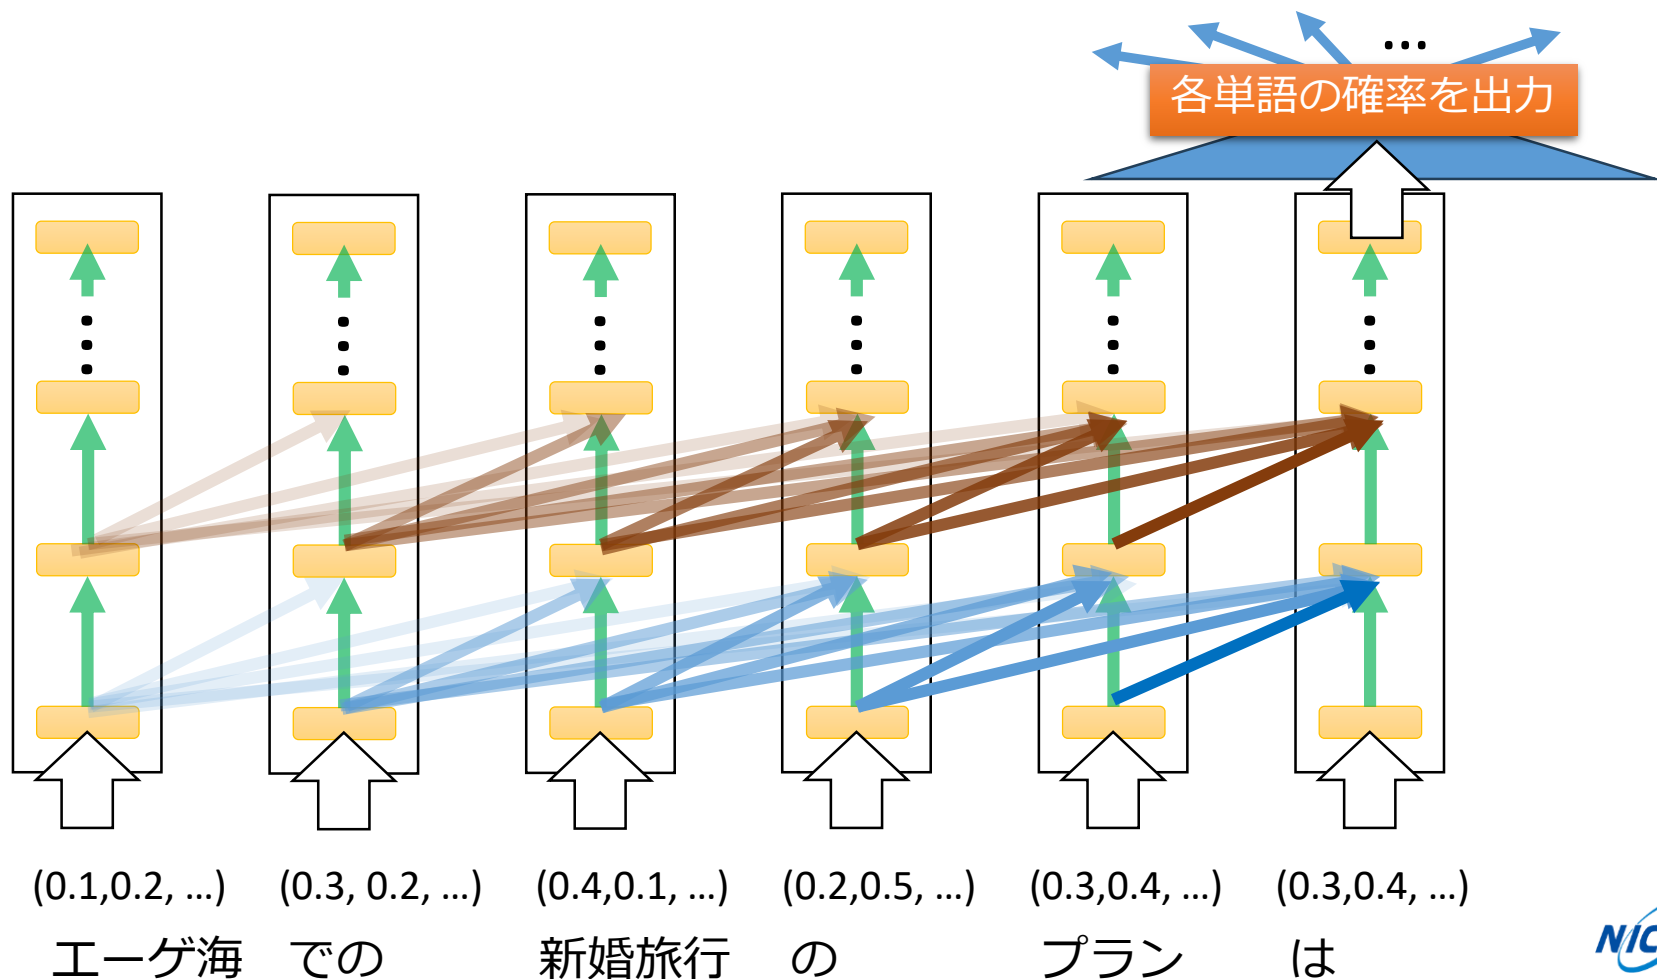 …
各単語の確率を出力
(0.1,0.2, …) (0.3, 0.2, …) (0.4,0.1, …) (0.2,0.5, …) (0.3,0.4, …) (0.3,0.4, …)
エーゲ海 での 新婚旅行 の プラン は
NIC